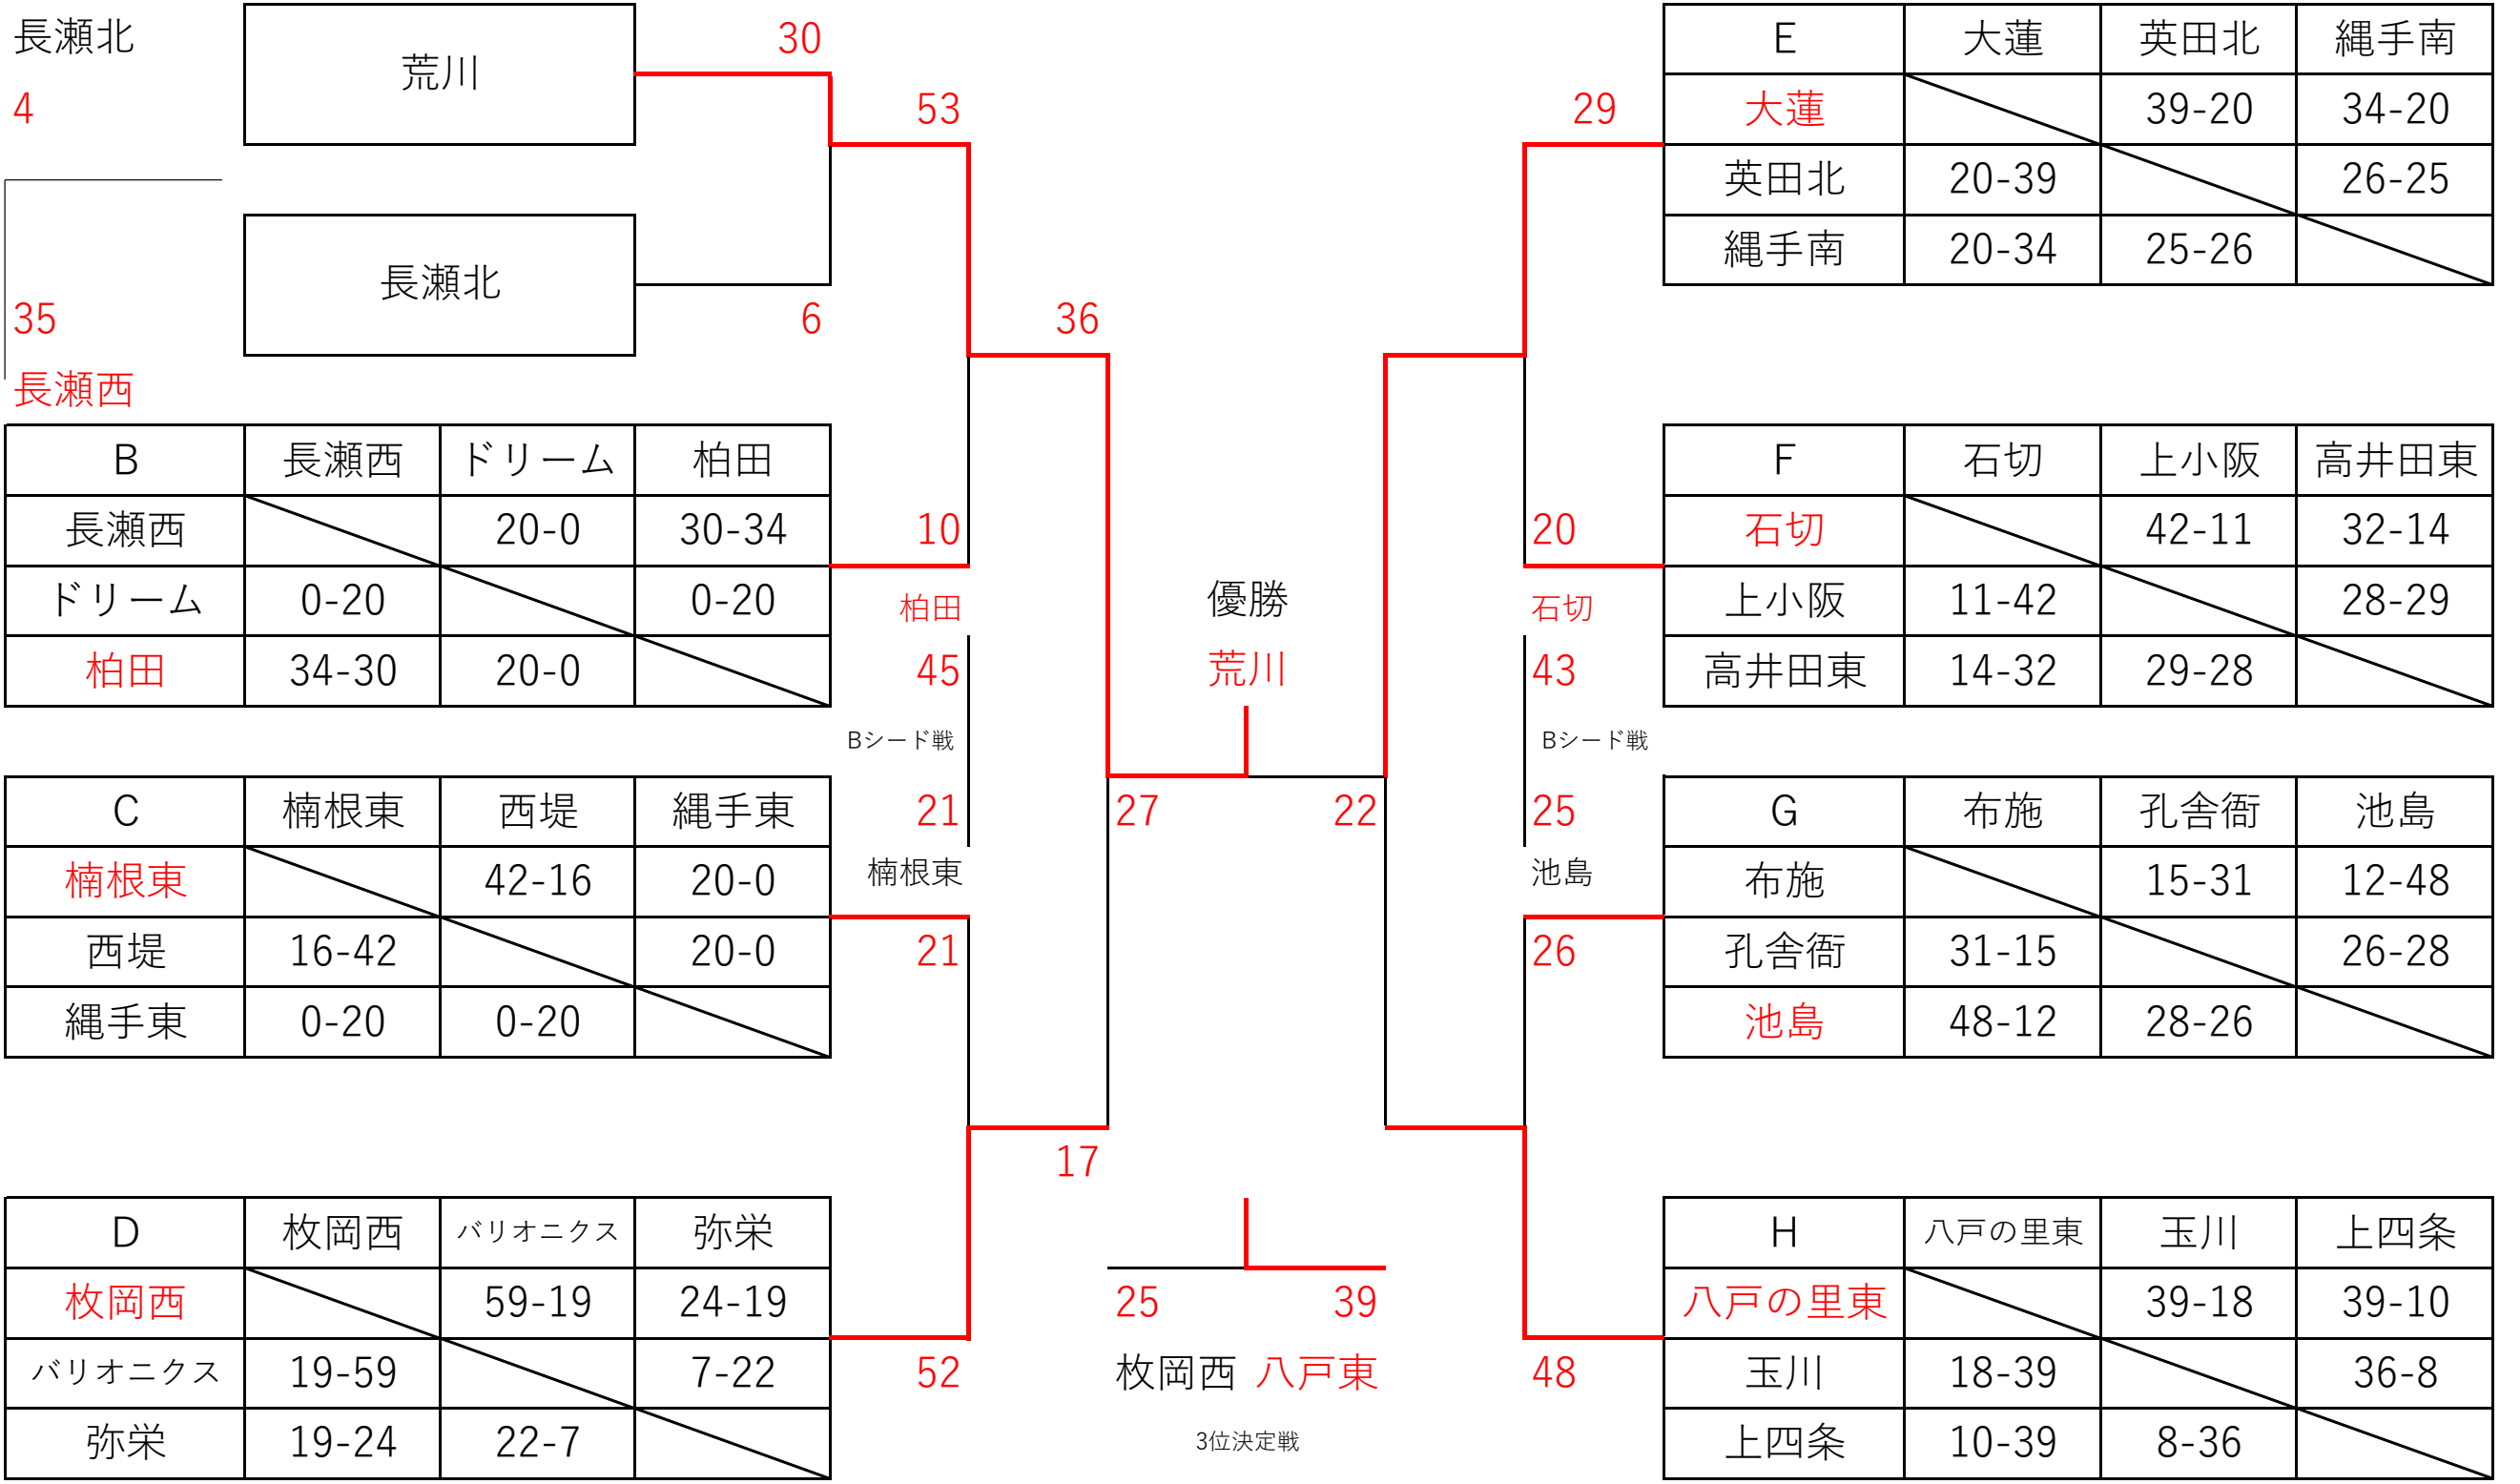 長瀬北
4
35
長瀬西
荒川
長瀬北
30
6
53
10
36
17
27
22
29
20
B 長瀬西 ドリーム 柏田
長瀬西 20-0 30-34
ドリーム 0-20 0-20
柏田 34-30 20-0
C 楠根東 西堤 縄手東
楠根東 42-16 20-0
西堤 16-42 20-0
縄手東 0-20 0-20
D 枚岡西 バリオニクス 弥栄
枚岡西 59-19 24-19
バリオニクス 19-59 7-22
弥栄 19-24 22-7
柏田
45
Bシード戦
21
楠根東
21
52
優勝
荒川
25 39
枚岡西 八戸東
3位決定戦
石切
43
Bシード戦
25
池島
26
48
E 大蓮 英田北 縄手南
大蓮 39-20 34-20
英田北 20-39 26-25
縄手南 20-34 25-26
F 石切 上小阪 高井田東
石切 42-11 32-14
上小阪 11-42 28-29
高井田東 14-32 29-28
G 布施 孔舎衙 池島
布施 15-31 12-48
孔舎衙 31-15 26-28
池島 48-12 28-26
H 八戸の里東 玉川 上四条
八戸の里東 39-18 39-10
玉川 18-39 36-8
上四条 10-39 8-36